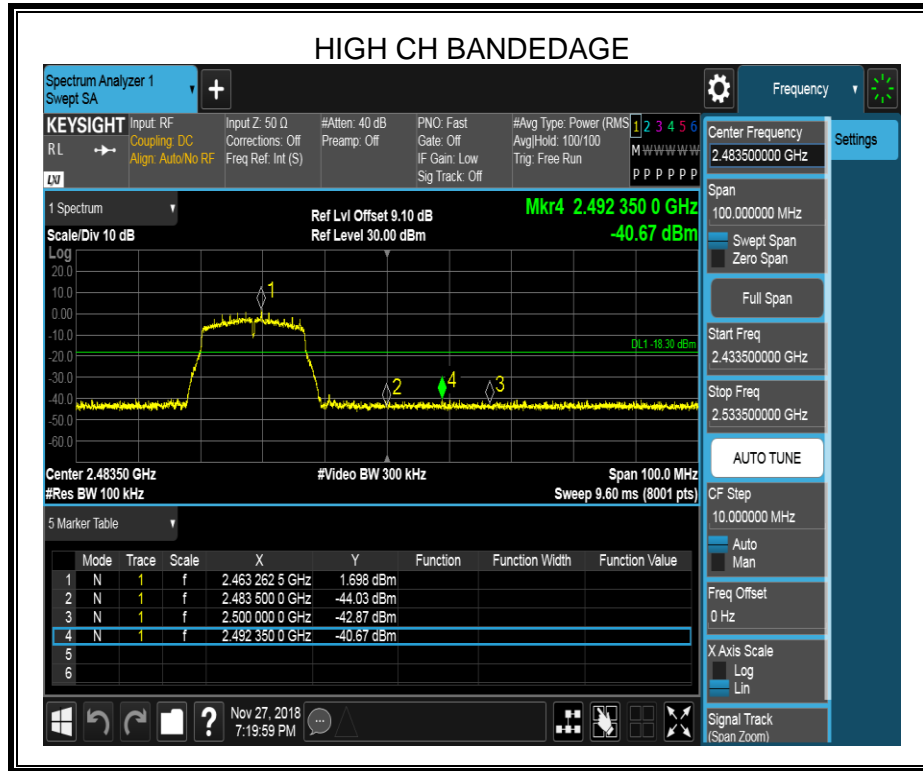 HIGH CH BANDEDAGE
Spectrum Analyzer 1
Swept SA
+
Frequency
KEYSIGHT
RL
LXI
Input: RF
Coupling: DC
Align: Auto/No RF
Input Z: 50 Ω
Corrections: Off
Freq Ref: Int (S)
#Atten: 40 dB
Preamp: Off
PNO: Fast
Gate: Off
IF Gain: Low
Sig Track: Off
#Avg Type: Power (RMS
Avg|Hold: 100/100
Trig: Free Run
1 2 3 4 5 6
M W W W W W
P P P P P P
1 Spectrum
Scale/Div 10 dB
Ref Lvl Offset 9.10 dB
Ref Level 30.00 dBm
Mkr4 2.492 350 0 GHz
-40.67 dBm
Log
20.0
10.0
0.00
-10.0
-20.0
-30.0
-40.0
-50.0
-60.0
1
2
4
3
DL1 -18.30 dBm
Center 2.48350 GHz
#Video BW 300 kHz
Span 100.0 MHz
#Res BW 100 kHz
Sweep 9.60 ms (8001 pts)
5 Marker Table
Mode Trace Scale X Y Function Function Width Function Value
1 N 1 f 2.463 262 5 GHz 1.698 dBm
2 N 1 f 2.483 500 0 GHz -44.03 dBm
3 N 1 f 2.500 000 0 GHz -42.87 dBm
4 N 1 f 2.492 350 0 GHz -40.67 dBm
5
6
?
Nov 27, 2018
7:19:59 PM
Center Frequency
2.483500000 GHz
Settings
Span
100.000000 MHz
Swept Span
Zero Span
Full Span
Start Freq
2.433500000 GHz
Stop Freq
2.533500000 GHz
AUTO TUNE
CF Step
10.000000 MHz
Auto
Man
Freq Offset
0 Hz
X Axis Scale
Log
Lin
Signal Track
(Span Zoom)